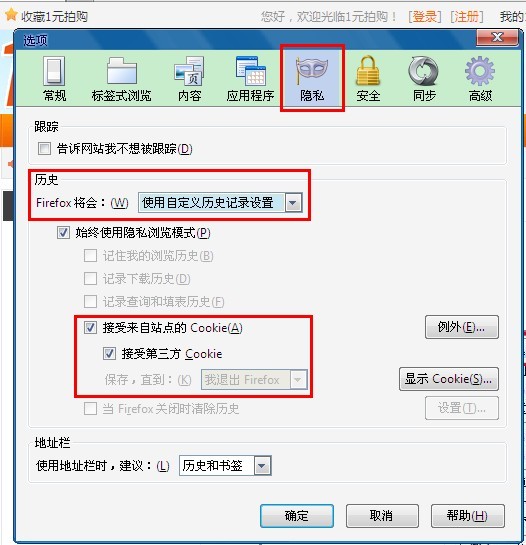 收藏1元拍购 您好，欢迎光临1元拍购！ [登录] [注册] 我的
选项
常规 标签式浏览 内容 应用程序 隐私 安全 同步 高级
跟踪
告诉网站我不想被跟踪(D)
历史
Firefox 将会：(W) 使用自定义历史记录设置
始终使用隐私浏览模式(P)
记住我的浏览历史(B)
记录下载历史(D)
记录查询和填表历史(F)
接受来自站点的 Cookie(A) 例外(E)...
接受第三方 Cookie
保存，直到：(K) 我退出 Firefox 显示 Cookie(S)...
当 Firefox 关闭时清除历史 设置(T)...
地址栏
使用地址栏时，建议：(L) 历史和书签
确定 取消 帮助(H)